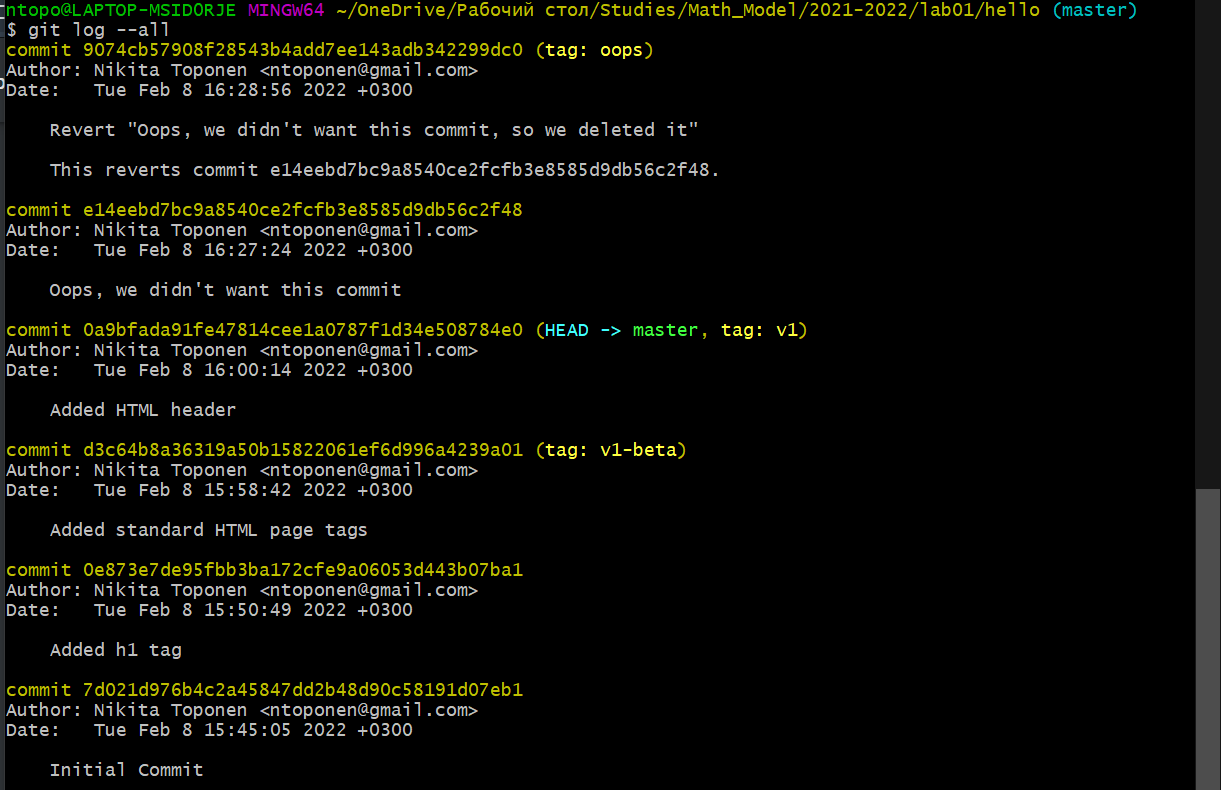 ntopo@LAPTOP-MSIDORJE MINGW64 ~/OneDrive/Рабочий стол/Studies/Math_Model/2021-2022/lab01/hello (master)
$ git log --all
commit 9074cb57908f28543b4add7ee143adb342299dc0 (tag: oops)
Author: Nikita Toponen <ntoponen@gmail.com>
Date:   Tue Feb 8 16:28:56 2022 +0300

    Revert "Oops, we didn't want this commit, so we deleted it"

    This reverts commit e14eebd7bc9a8540ce2fcfb3e8585d9db56c2f48.

commit e14eebd7bc9a8540ce2fcfb3e8585d9db56c2f48
Author: Nikita Toponen <ntoponen@gmail.com>
Date:   Tue Feb 8 16:27:24 2022 +0300

    Oops, we didn't want this commit

commit 0a9bfada91fe47814cee1a0787f1d34e508784e0 (HEAD -> master, tag: v1)
Author: Nikita Toponen <ntoponen@gmail.com>
Date:   Tue Feb 8 16:00:14 2022 +0300

    Added HTML header

commit d3c64b8a36319a50b15822061ef6d996a4239a01 (tag: v1-beta)
Author: Nikita Toponen <ntoponen@gmail.com>
Date:   Tue Feb 8 15:58:42 2022 +0300

    Added standard HTML page tags

commit 0e873e7de95fbb3ba172cfe9a06053d443b07ba1
Author: Nikita Toponen <ntoponen@gmail.com>
Date:   Tue Feb 8 15:50:49 2022 +0300

    Added h1 tag

commit 7d021d976b4c2a45847dd2b48d90c58191d07eb1
Author: Nikita Toponen <ntoponen@gmail.com>
Date:   Tue Feb 8 15:45:05 2022 +0300

    Initial Commit